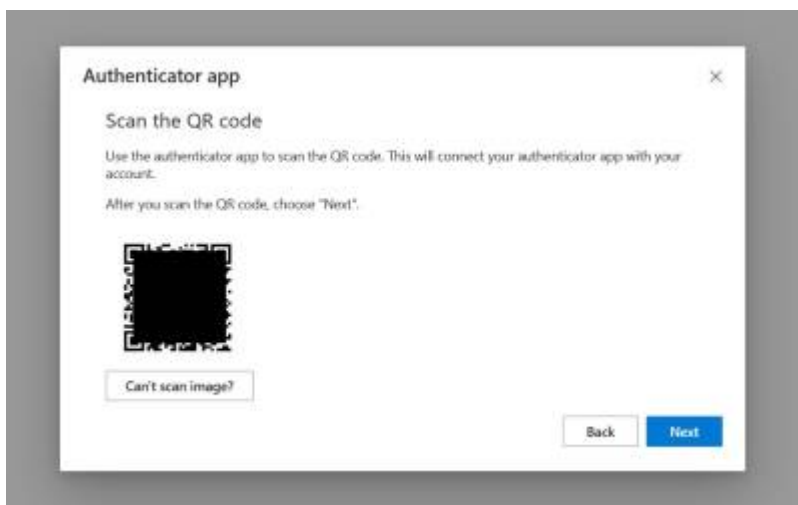 Authenticator app
Scan the QR code
Use the authenticator app to scan the QR code. This will connect your authenticator app with your
account.
After you scan the QR code, choose "Next".
Can't scan image?
Back Next